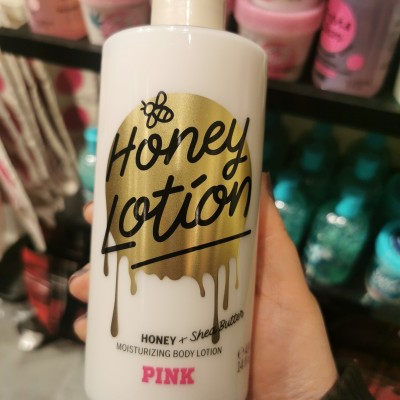 Honey
Lotion
HONEY + Shea Butter
MOISTURIZING BODY LOTION
PINK